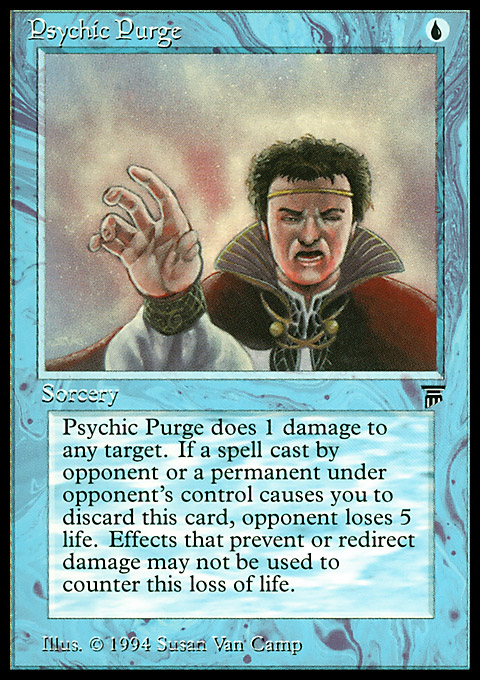 Psychic Purge
Sorcery
Psychic Purge does 1 damage to
any target. If a spell cast by
opponent or a permanent under
opponent's control causes you to
discard this card, opponent loses 5
life. Effects that prevent or redirect
damage may not be used to
counter this loss of life.
Illus. © 1994 Susan Van Camp